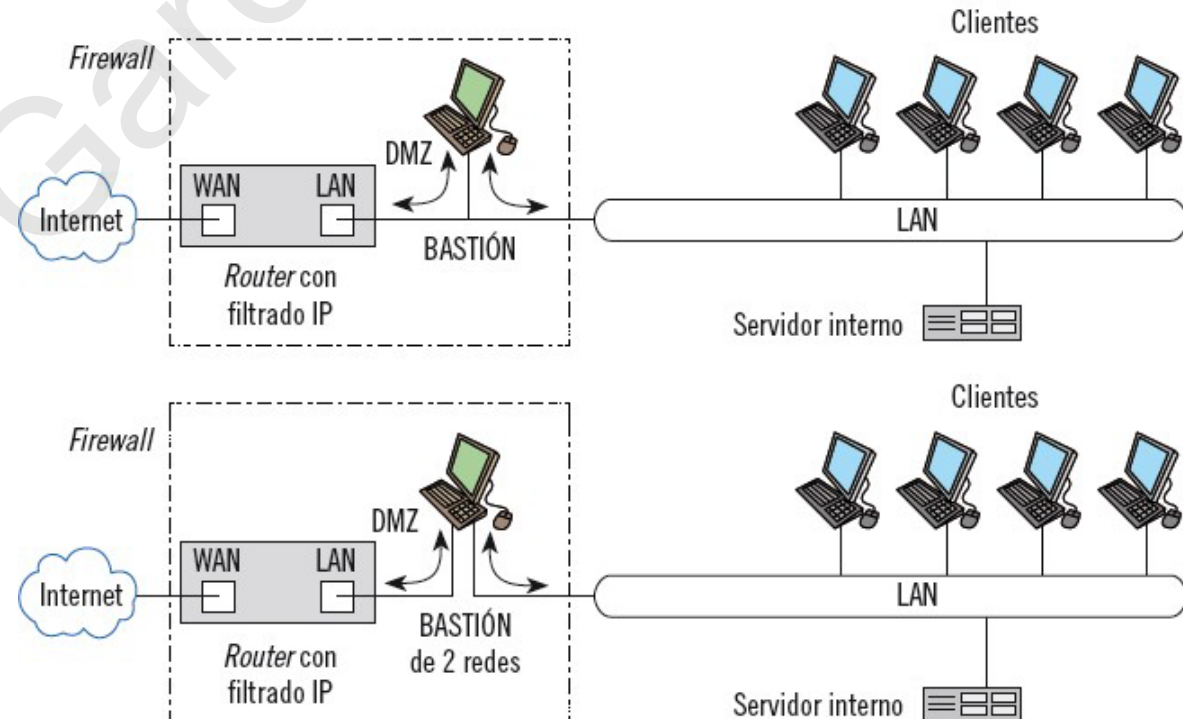 Clientes
Firewall
DMZ
WAN
LAN
Internet
LAN
BASTIÓN
Router con
filtrado IP
Servidor interno
Clientes
Firewall
DMZ
WAN
LAN
Internet
LAN
BASTIÓN
de 2 redes
Router con
filtrado IP
Servidor interno